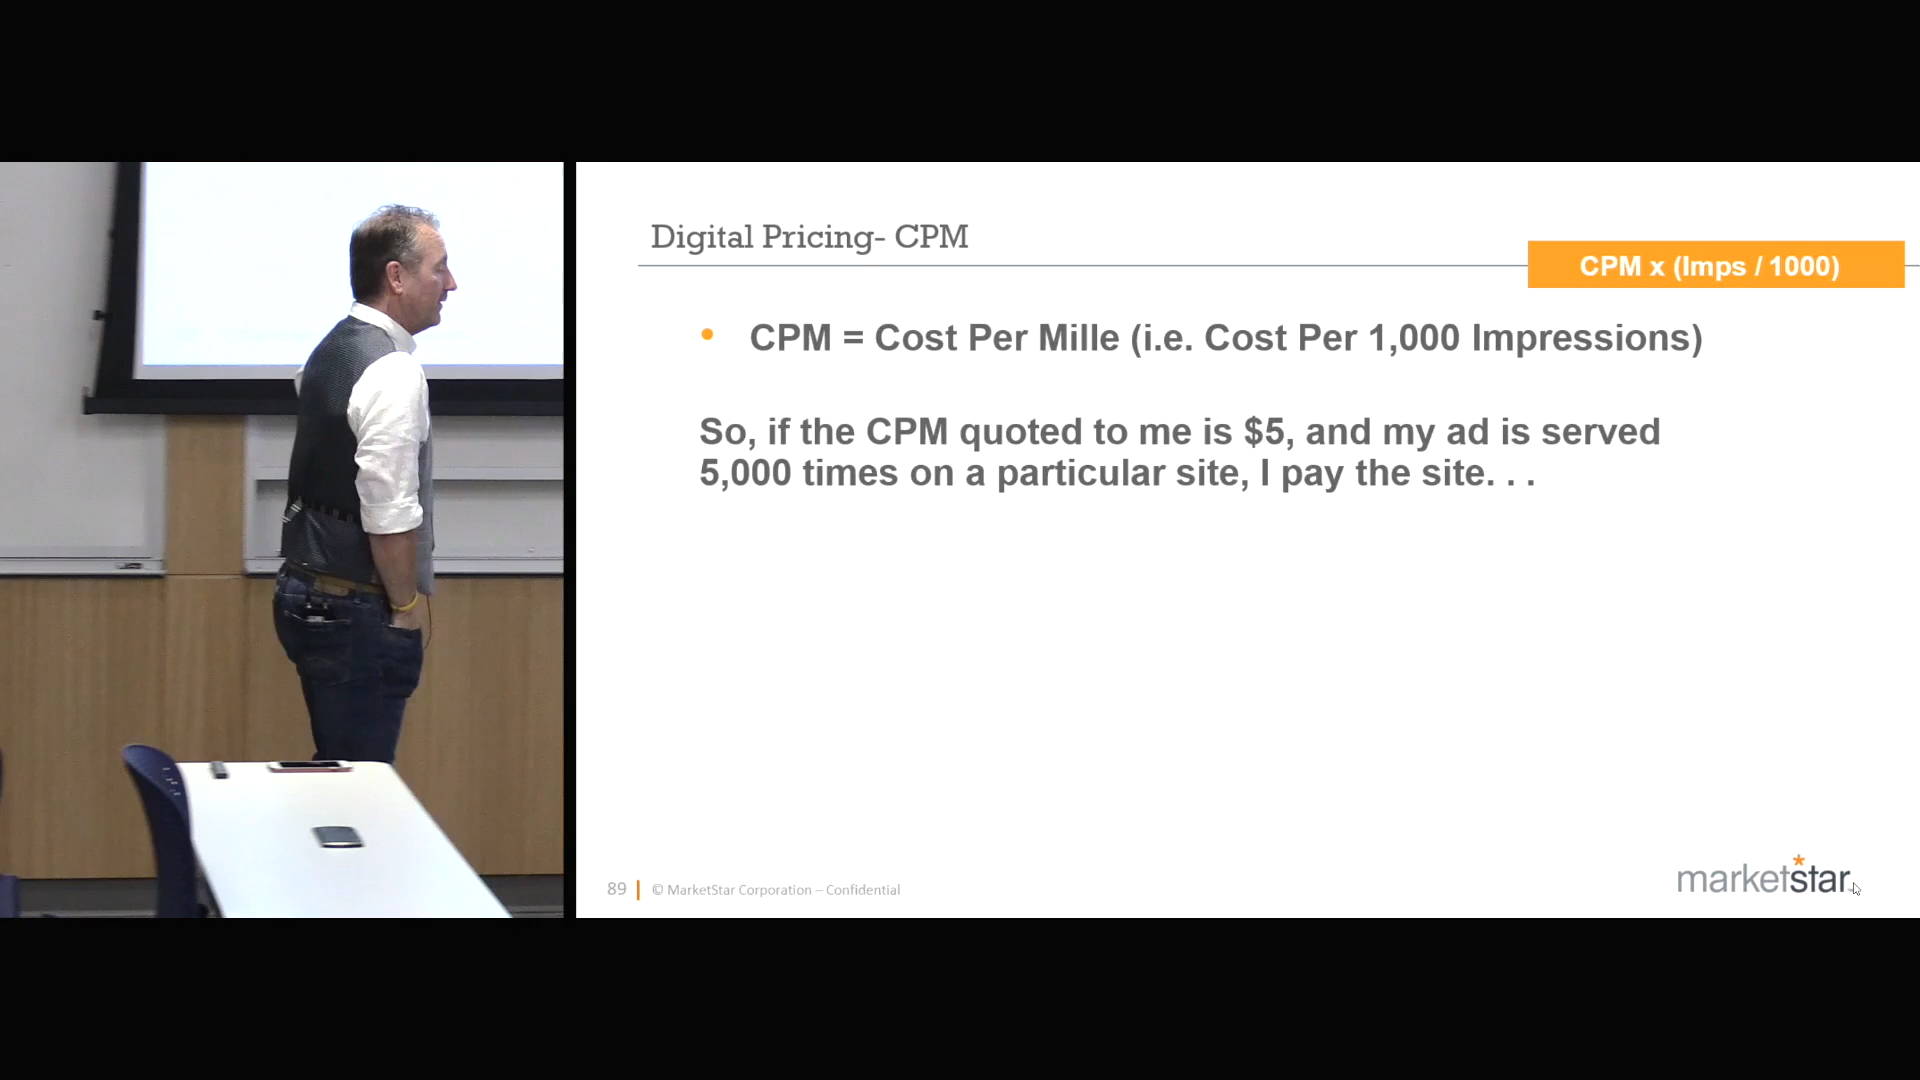 Digital Pricing- CPM
CPM x (Imps / 1000)
• CPM = Cost Per Mille (i.e. Cost Per 1,000 Impressions)
So, if the CPM quoted to me is $5, and my ad is served
5,000 times on a particular site, I pay the site. . .
89 | © MarketStar Corporation – Confidential
marketstar